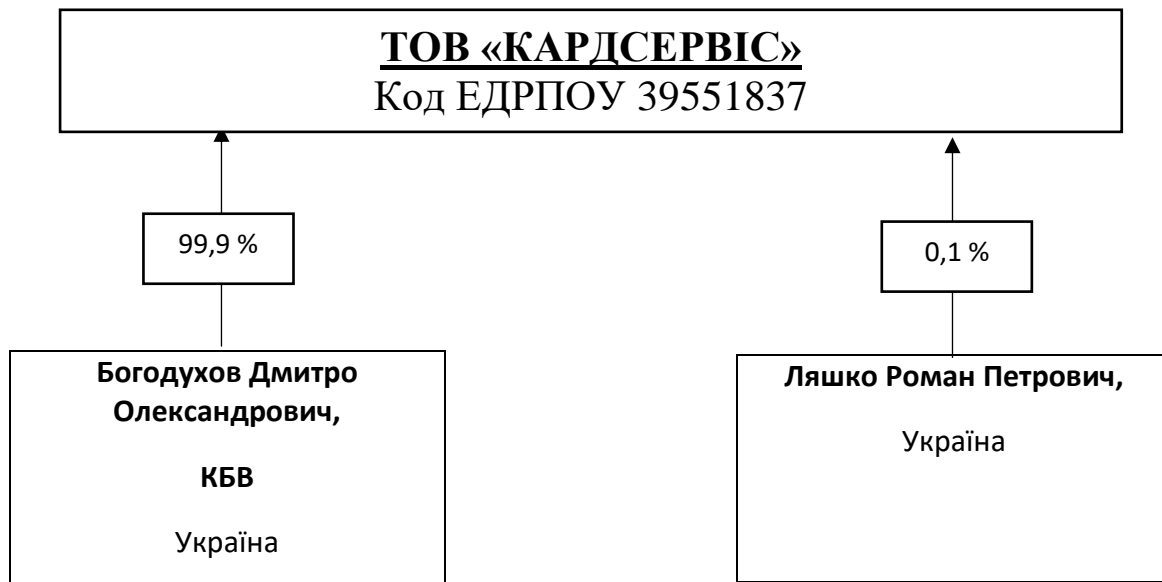 ТОВ «КАРДСЕРВІС»
Код ЕДРПОУ 39551837
99,9 %
0,1 %
Богодухов Дмитро
Олександрович,
КБВ
Україна
Ляшко Роман Петрович,
Україна